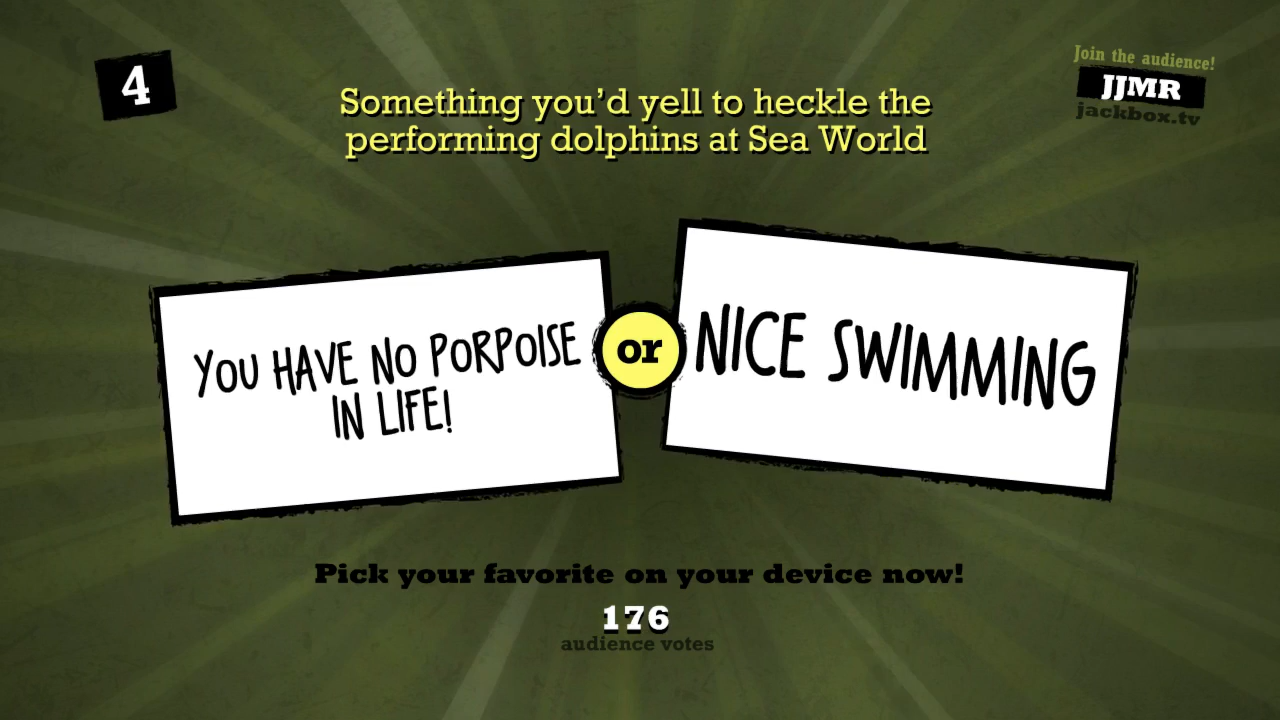 4
Join the audience!
JJMR
jackbox.tv
Something you'd yell to heckle the
performing dolphins at Sea World
YOU HAVE NO PORPOISE
IN LIFE!
or
NICE SWIMMING
Pick your favorite on your device now!
176
audience votes